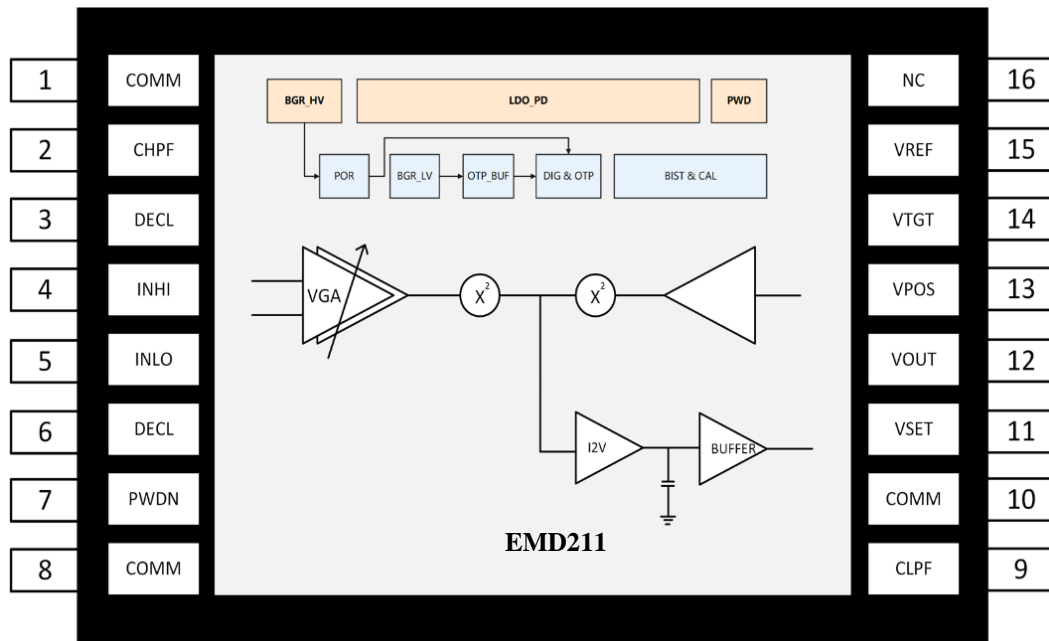 1 COMM
2 CHPF
3 DECL
4 INHI
5 INLO
6 DECL
7 PWDN
8 COMM
BGR_HV LDO_PD PWD
POR BGR_LV OTP_BUF DIG & OTP BIST & CAL
VGA X² X²
I2V BUFFER
EMD211
NC 16
VREF 15
VTGT 14
VPOS 13
VOUT 12
VSET 11
COMM 10
CLPF 9